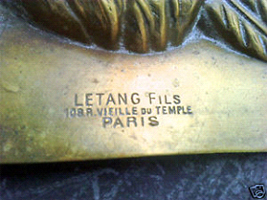 LETANG FILS
108.R.VIEILLE DU TEMPLE
PARIS